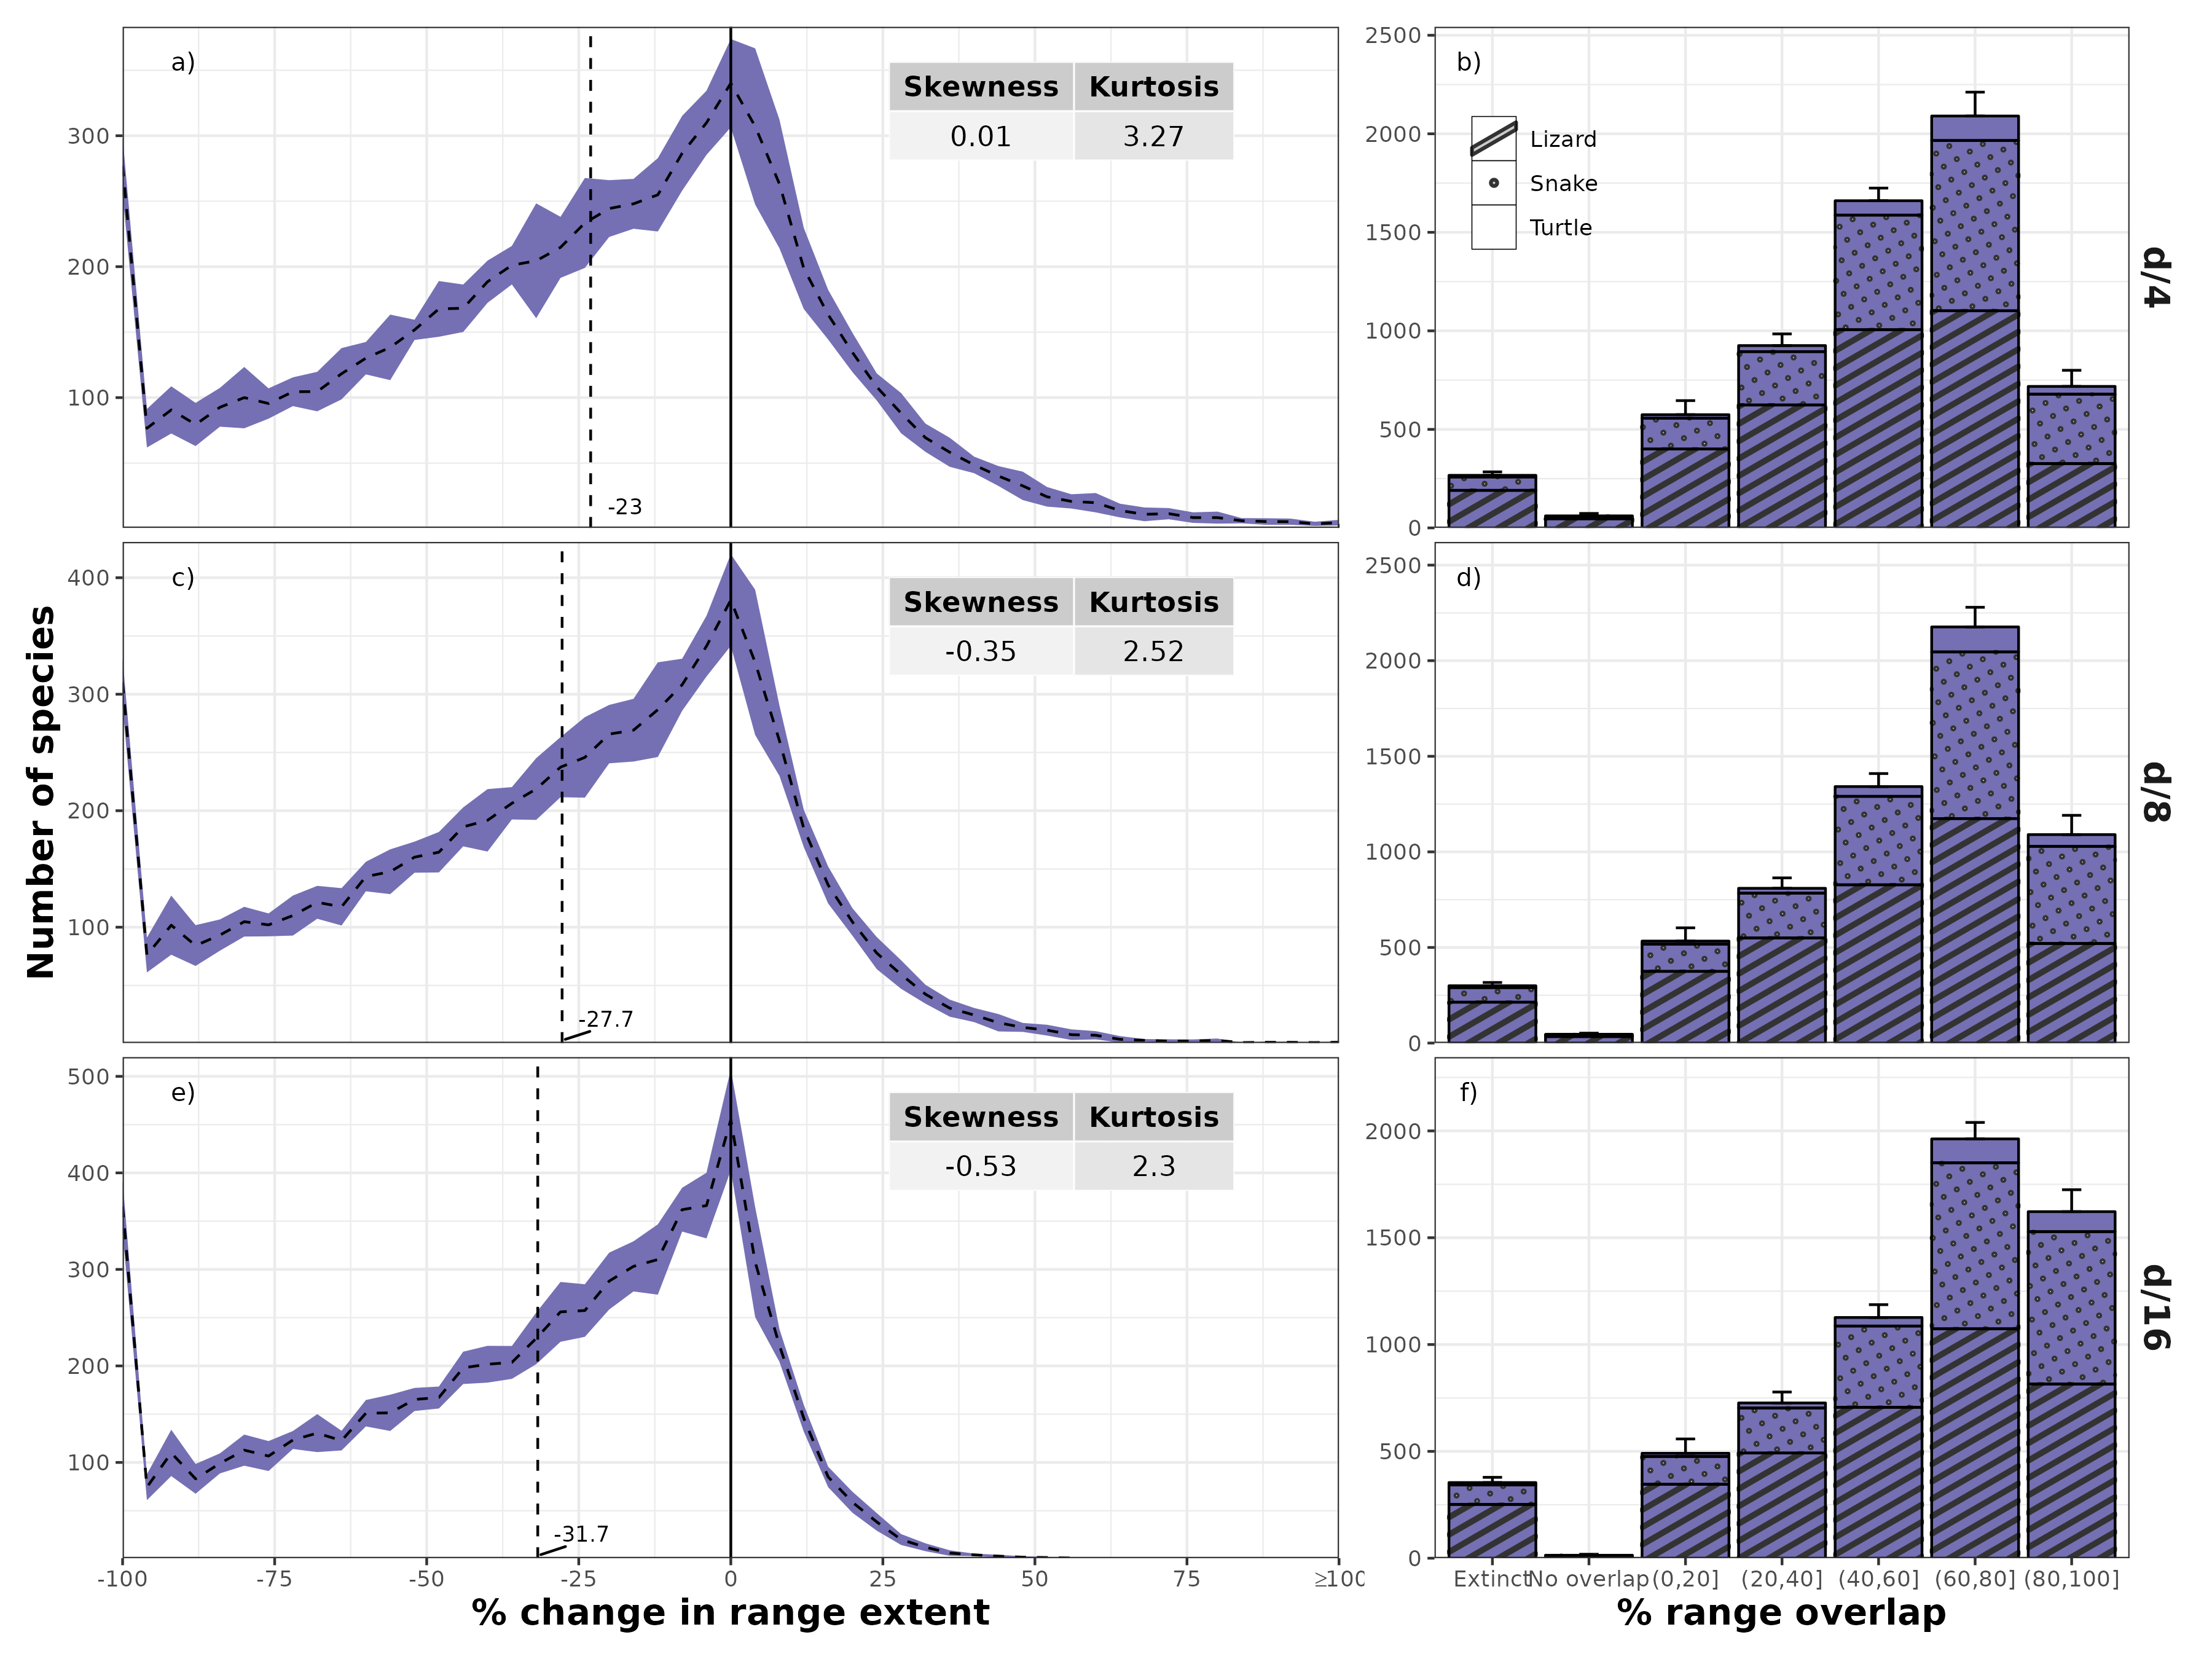 a)
Skewness Kurtosis
0.01 3.27
300
200
100
-23
b)
Lizard
Snake
Turtle
2500
2000
1500
1000
500
0
d/4
Number of species
c)
Skewness Kurtosis
-0.35 2.52
400
300
200
100
-27.7
d)
2500
2000
1500
1000
500
0
d/8
e)
Skewness Kurtosis
-0.53 2.3
500
400
300
200
100
-31.7
-100 -75 -50 -25 0 25 50 75 ≥100
% change in range extent
f)
2000
1500
1000
500
0
d/16
Extinct No overlap (0,20] (20,40] (40,60] (60,80] (80,100]
% range overlap